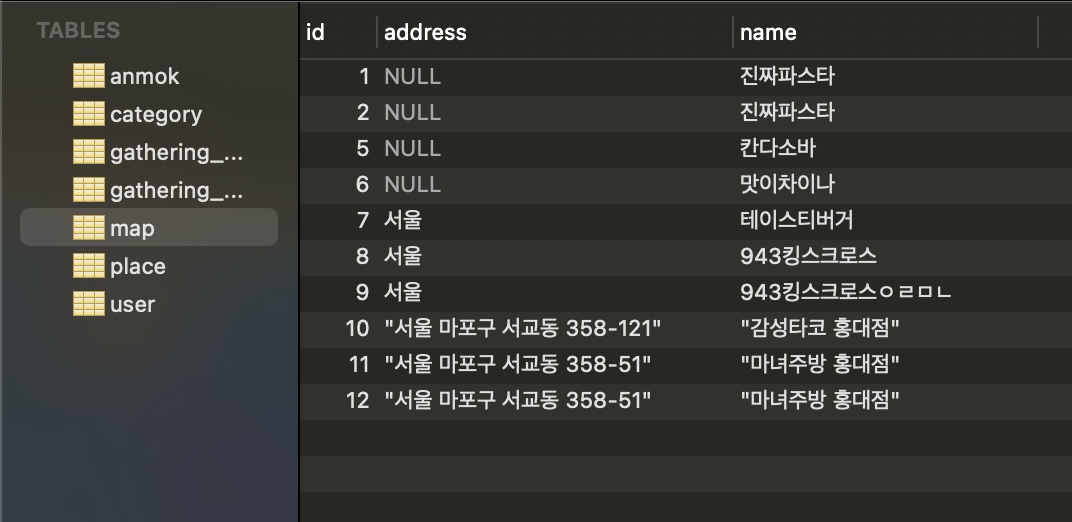 TABLES
anmok
category
gathering_...
gathering_...
map
place
user
id address name
1 NULL 진짜파스타
2 NULL 진짜파스타
5 NULL 칸다소바
6 NULL 맛이차이나
7 서울 테이스티버거
8 서울 943킹스크로스
9 서울 943킹스크로스ㅇㄹㅁㄴ
10 "서울 마포구 서교동 358-121" "감성타코 홍대점"
11 "서울 마포구 서교동 358-51" "마녀주방 홍대점"
12 "서울 마포구 서교동 358-51" "마녀주방 홍대점"